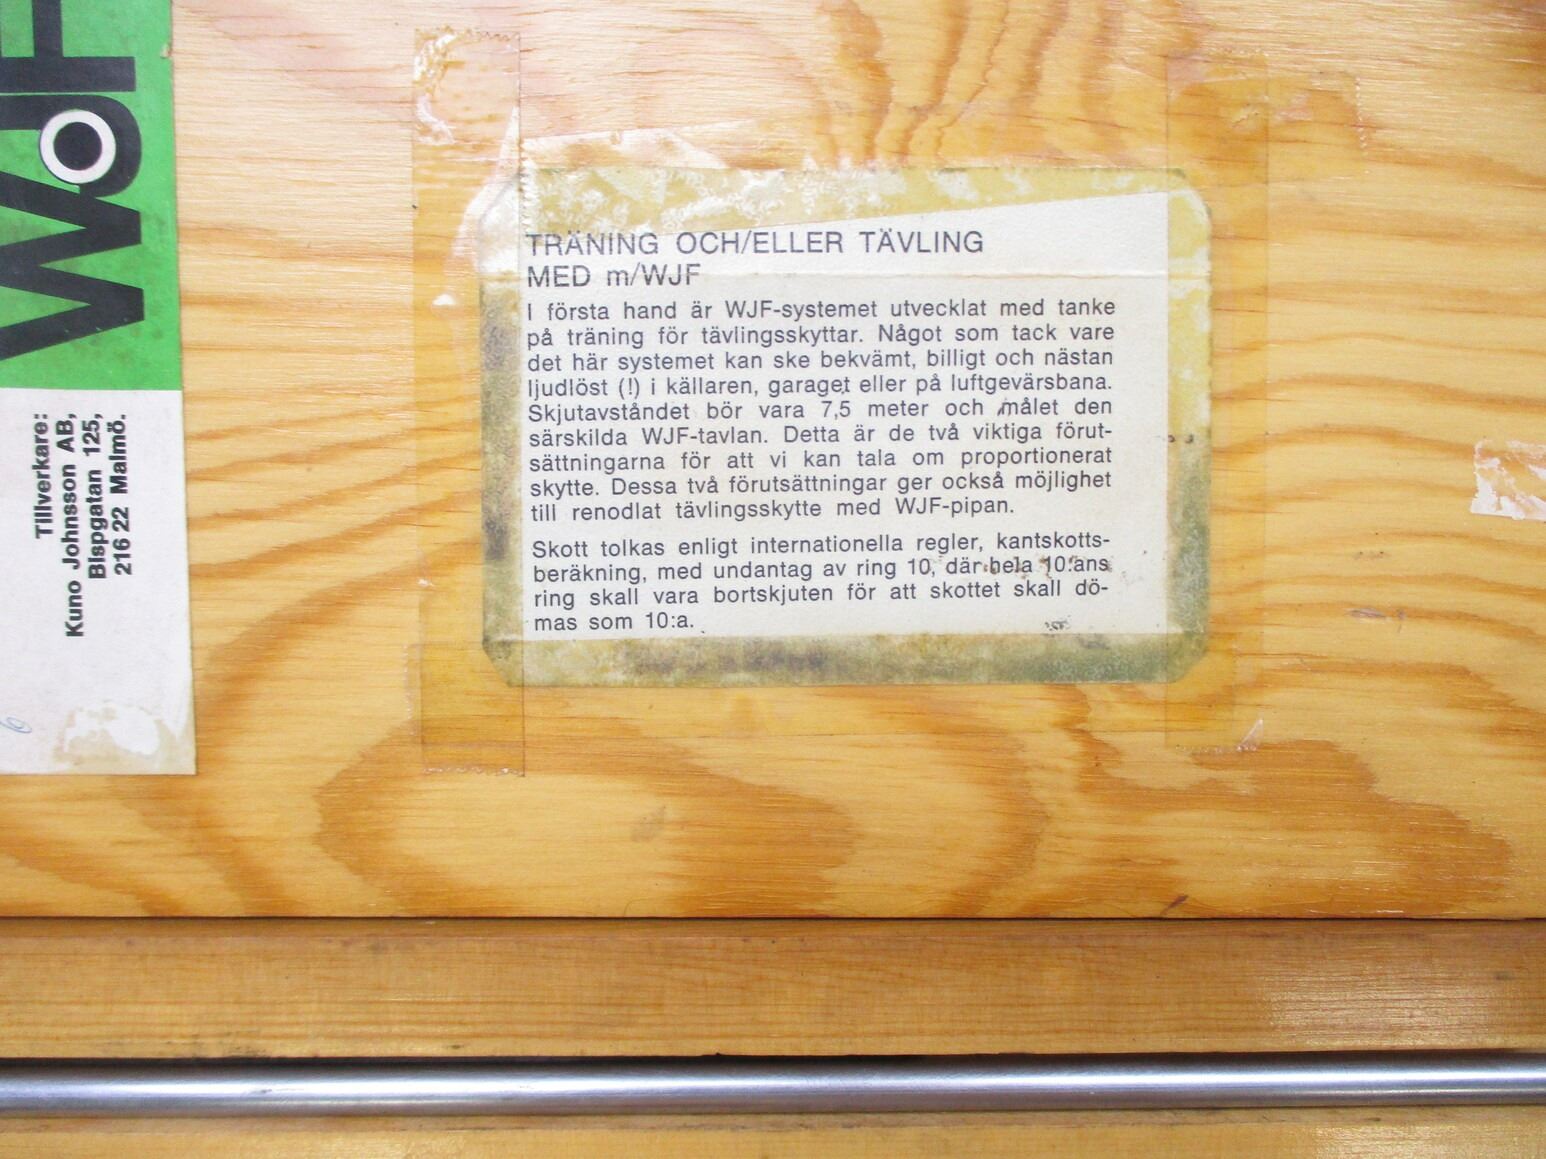 WJF
Tillverkare:
Kuno Johnsson AB,
Bispgatan 125,
216 22 Malmö.
6
TRÄNING OCH/ELLER TÄVLING
MED m/WJF
I första hand är WJF-systemet utvecklat med tanke
på träning för tävlingsskyttar. Något som tack vare
det här systemet kan ske bekvämt, billigt och nästan
ljudlöst (!) i källaren, garaget eller på luftgevärsbana.
Skjutavståndet bör vara 7,5 meter och målet den
särskilda WJF-tavlan. Detta är de två viktiga förut-
sättningarna för att vi kan tala om proportionerat
skytte. Dessa två förutsättningar ger också möjlighet
till renodlat tävlingsskytte med WJF-pipan.
Skott tolkas enligt internationella regler, kantskotts-
beräkning, med undantag av ring 10, där hela 10:ans
ring skall vara bortskjuten för att skottet skall dö-
mas som 10:a.